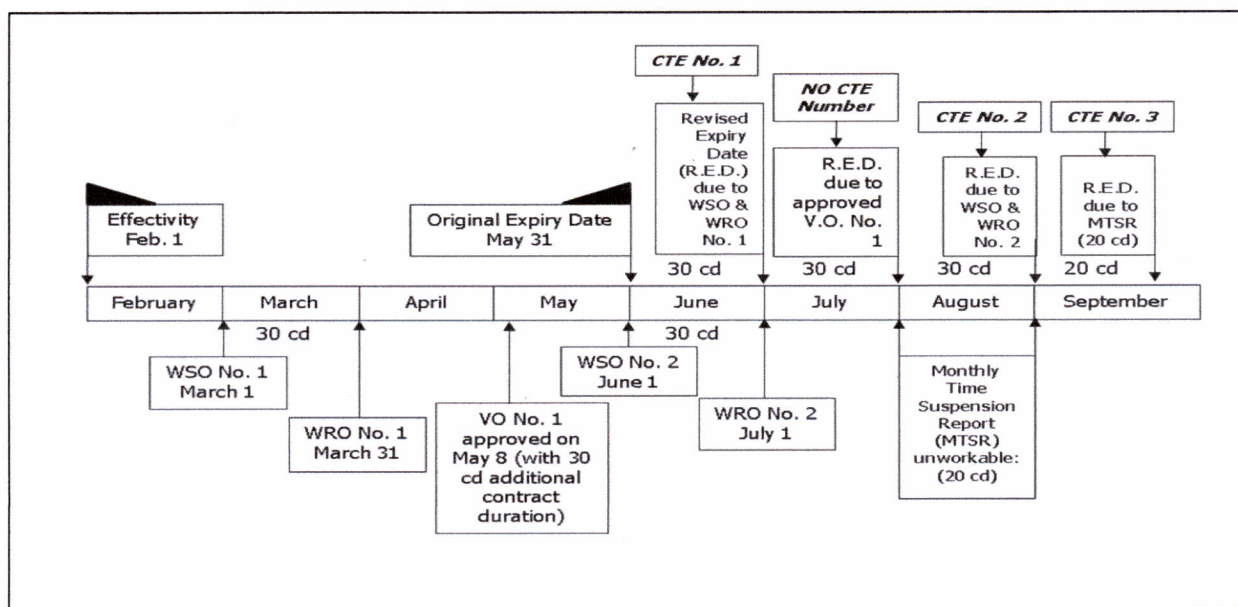 CTE No. 1
NO CTE
Number
CTE No. 2
CTE No. 3
Revised
Expiry
Date
(R.E.D.)
due to
WSO &
WRO
No. 1
R.E.D.
due to
approved
V.O. No.
1
R.E.D.
due to
WSO &
WRO
No. 2
R.E.D.
due to
MTSR
(20 cd)
Effectivity
Feb. 1
Original Expiry Date
May 31
30 cd
30 cd
30 cd
20 cd
February
March
April
May
June
July
August
September
30 cd
30 cd
WSO No. 1
March 1
WRO No. 1
March 31
VO No. 1
approved on
May 8 (with 30
cd additional
contract
duration)
WSO No. 2
June 1
WRO No. 2
July 1
Monthly
Time
Suspension
Report
(MTSR)
unworkable:
(20 cd)